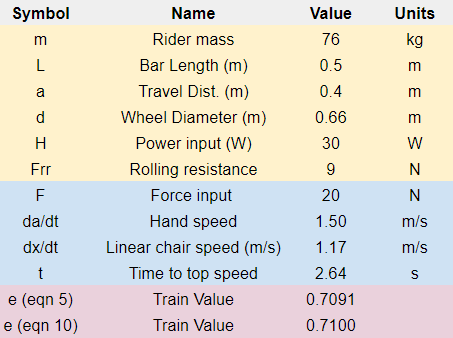 Symbol Name Value Units
m Rider mass 76 kg
L Bar Length (m) 0.5 m
a Travel Dist. (m) 0.4 m
d Wheel Diameter (m) 0.66 m
H Power input (W) 30 W
Frr Rolling resistance 9 N
F Force input 20 N
da/dt Hand speed 1.50 m/s
dx/dt Linear chair speed (m/s) 1.17 m/s
t Time to top speed 2.64 s
e (eqn 5) Train Value 0.7091
e (eqn 10) Train Value 0.7100